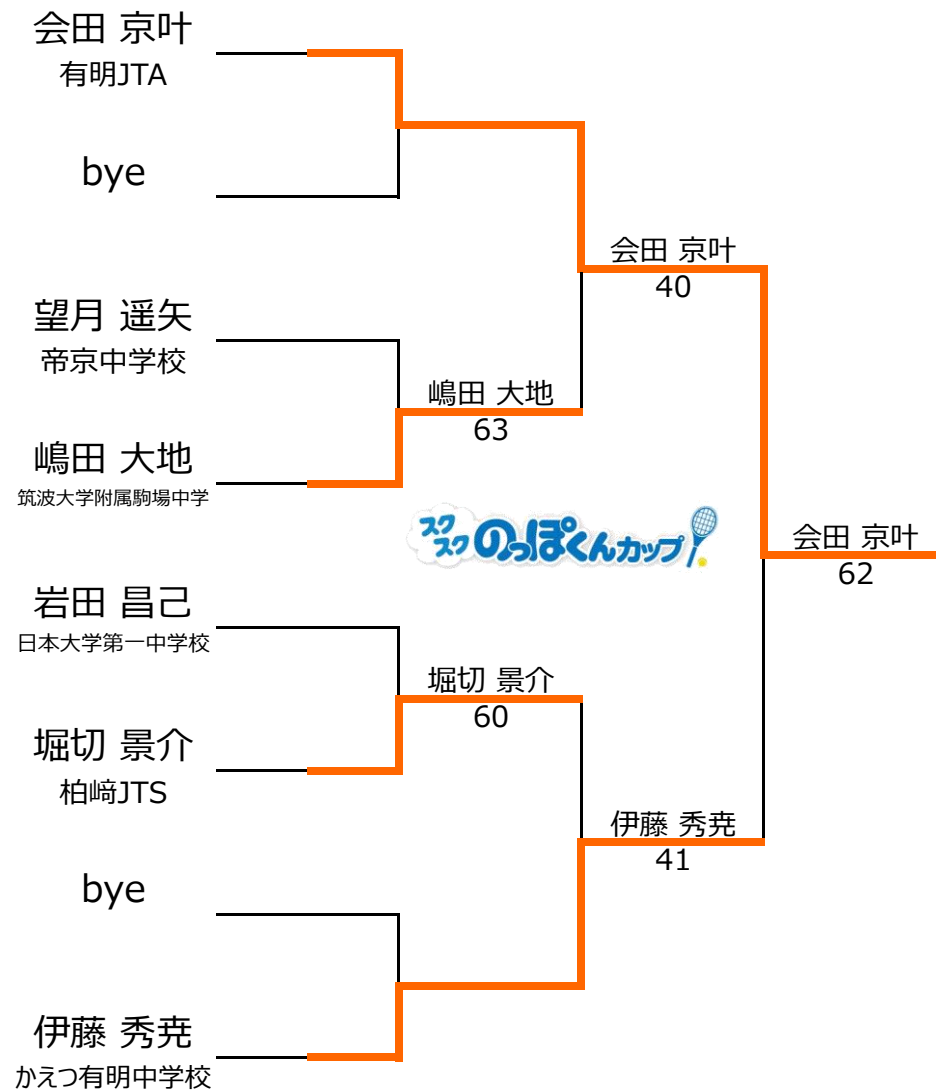 会田 京叶
有明JTA
bye
望月 遥矢
帝京中学校
嶋田 大地
筑波大学附属駒場中学
岩田 昌己
日本大学第一中学校
堀切 景介
柏﨑JTS
bye
伊藤 秀尭
かえつ有明中学校
嶋田 大地
63
堀切 景介
60
会田 京叶
40
伊藤 秀尭
41
スクスク のっぽくんカップ
会田 京叶
62